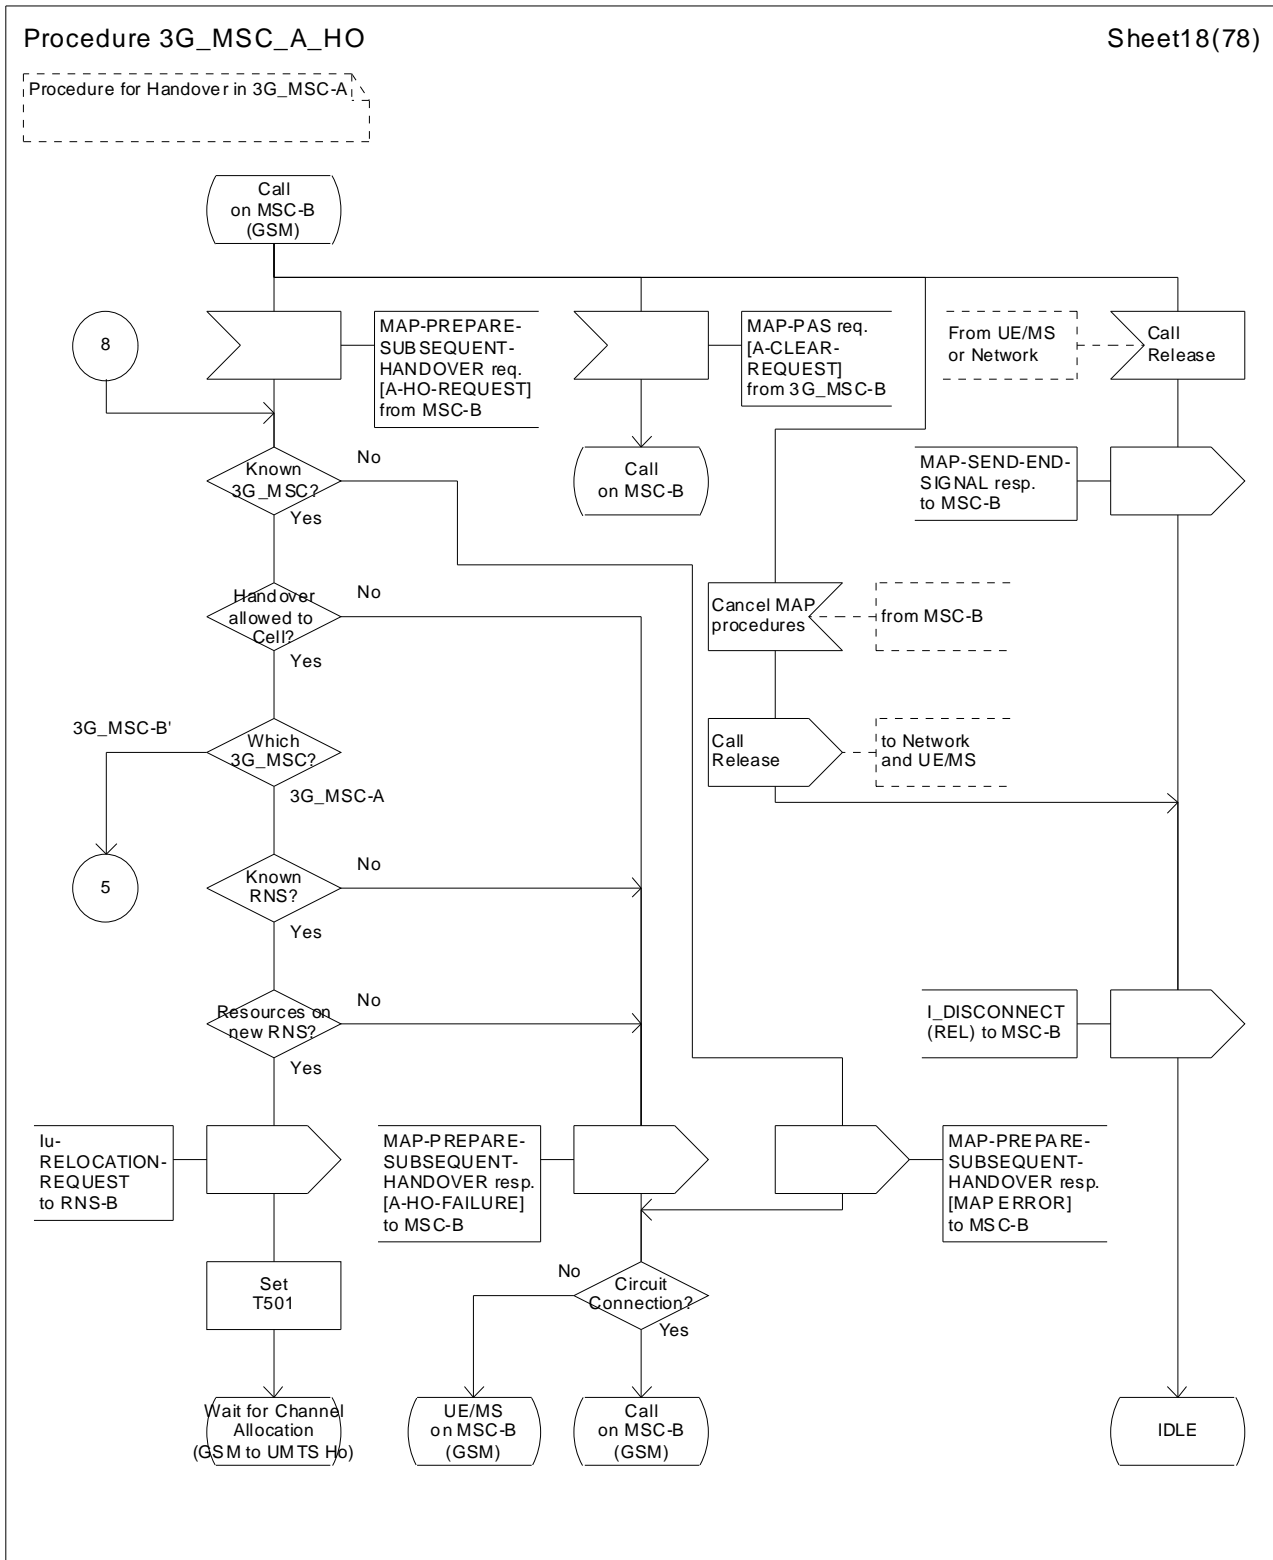 Procedure 3G_MSC_A_HO
Sheet18(78)
Procedure for Handover in 3G_MSC-A
Call
on MSC-B
(GSM)
8
MAP-PREPARE-
SUBSEQUENT-
HANDOVER req.
[A-HO-REQUEST]
from MSC-B
MAP-PAS req.
[A-CLEAR-
REQUEST]
from 3G_MSC-B
From UE/MS
or Network
Call
Release
Known
3G_MSC?
No
Yes
Call
on MSC-B
MAP-SEND-END-
SIGNAL resp.
to MSC-B
Handover
allowed to
Cell?
No
Yes
Cancel MAP
procedures
from MSC-B
3G_MSC-B'
Which
3G_MSC?
3G_MSC-A
Call
Release
to Network
and UE/MS
5
Known
RNS?
No
Yes
Resources on
new RNS?
No
Yes
I_DISCONNECT
(REL) to MSC-B
Iu-
RELOCATION-
REQUEST
to RNS-B
MAP-PREPARE-
SUBSEQUENT-
HANDOVER resp.
[A-HO-FAILURE]
to MSC-B
MAP-PREPARE-
SUBSEQUENT-
HANDOVER resp.
[MAP ERROR]
to MSC-B
Set
T501
No
Circuit
Connection?
Yes
Wait for Channel
Allocation
(GSM to UMTS Ho)
UE/MS
on MSC-B
(GSM)
Call
on MSC-B
(GSM)
IDLE